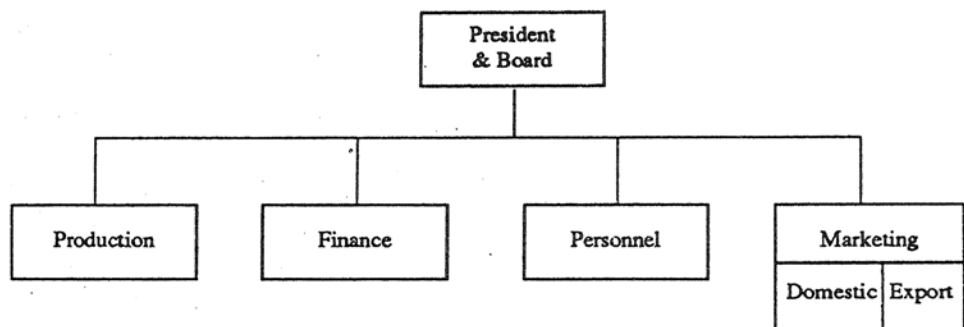 President
& Board
Production
Finance
Personnel
Marketing
Domestic
Export